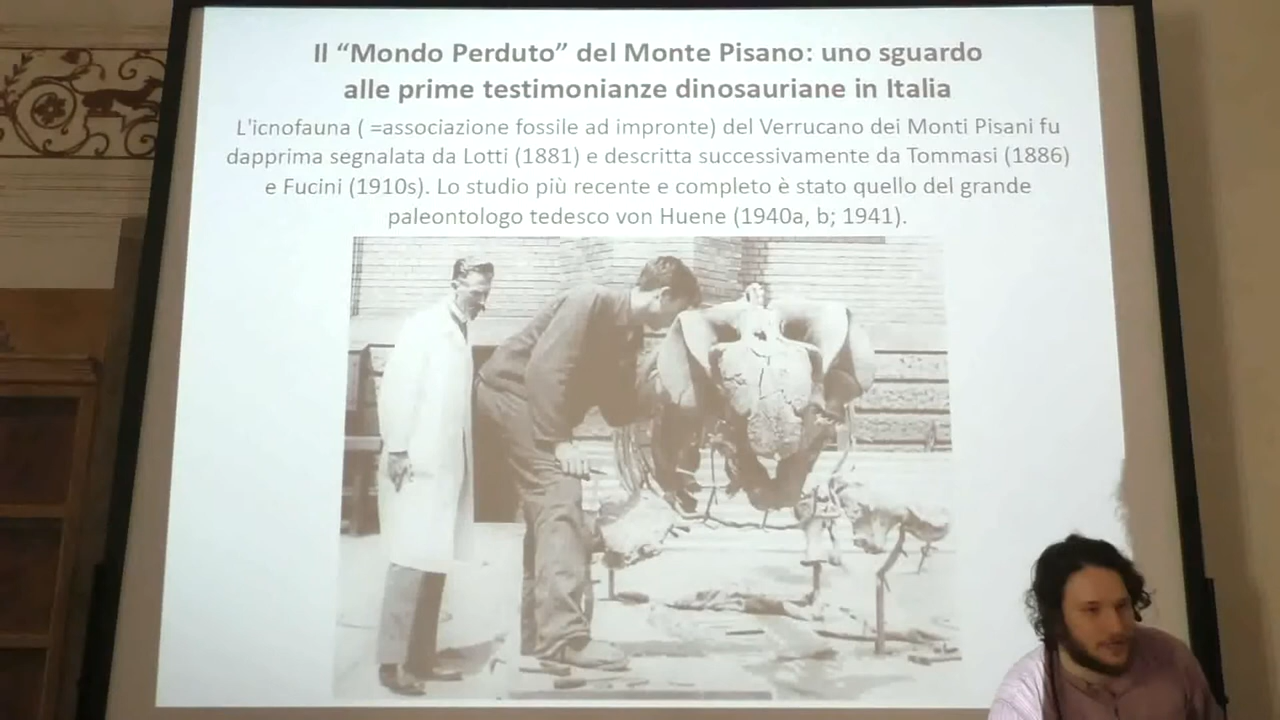 Il “Mondo Perduto” del Monte Pisano: uno sguardo
alle prime testimonianze dinosauriane in Italia
L'icnofauna ( =associazione fossile ad impronte) del Verrucano dei Monti Pisani fu
dapprima segnalata da Lotti (1881) e descritta successivamente da Tommasi (1886)
e Fucini (1910s). Lo studio più recente e completo è stato quello del grande
paleontologo tedesco von Huene (1940a, b; 1941).